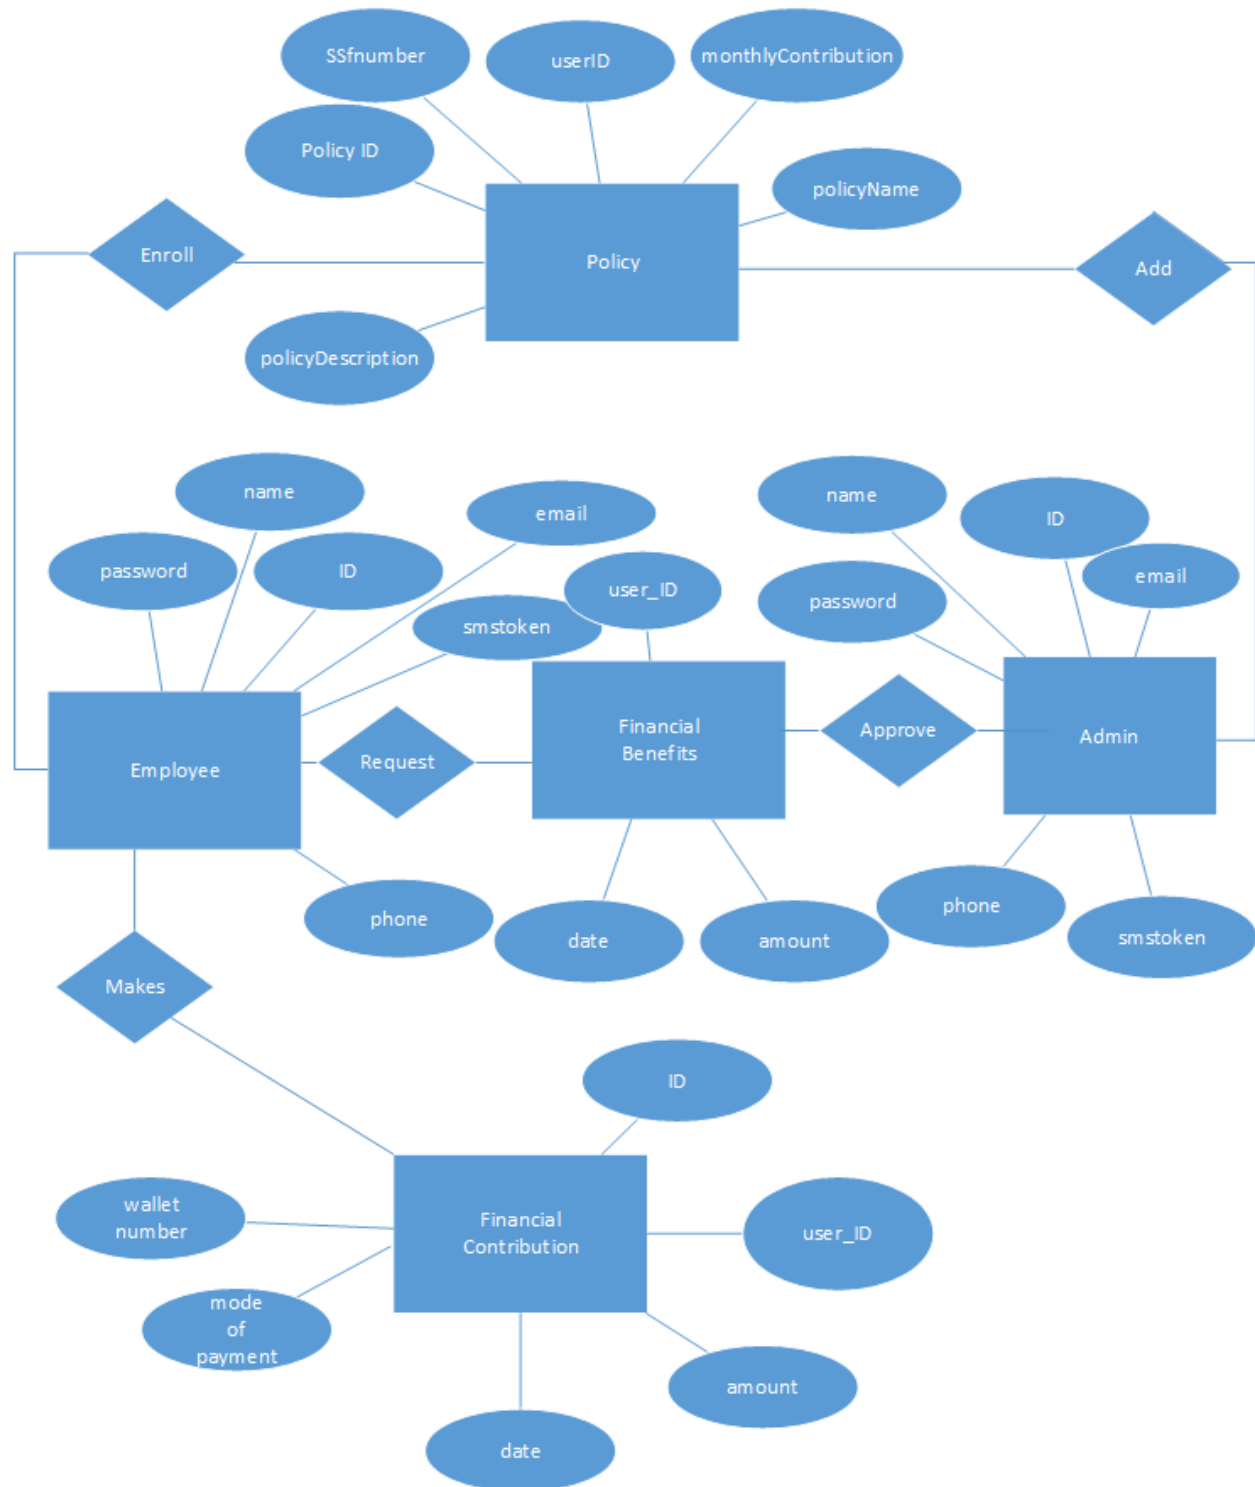 SSfnumber
userID
monthlyContribution
Policy ID
policyName
Enroll
Policy
Add
policyDescription
name
email
name
ID
password
ID
user_ID
email
smstoken
password
Employee
Request
Financial
Benefits
Approve
Admin
phone
date
amount
phone
smstoken
Makes
ID
wallet
number
Financial
Contribution
user_ID
mode
of
payment
amount
date